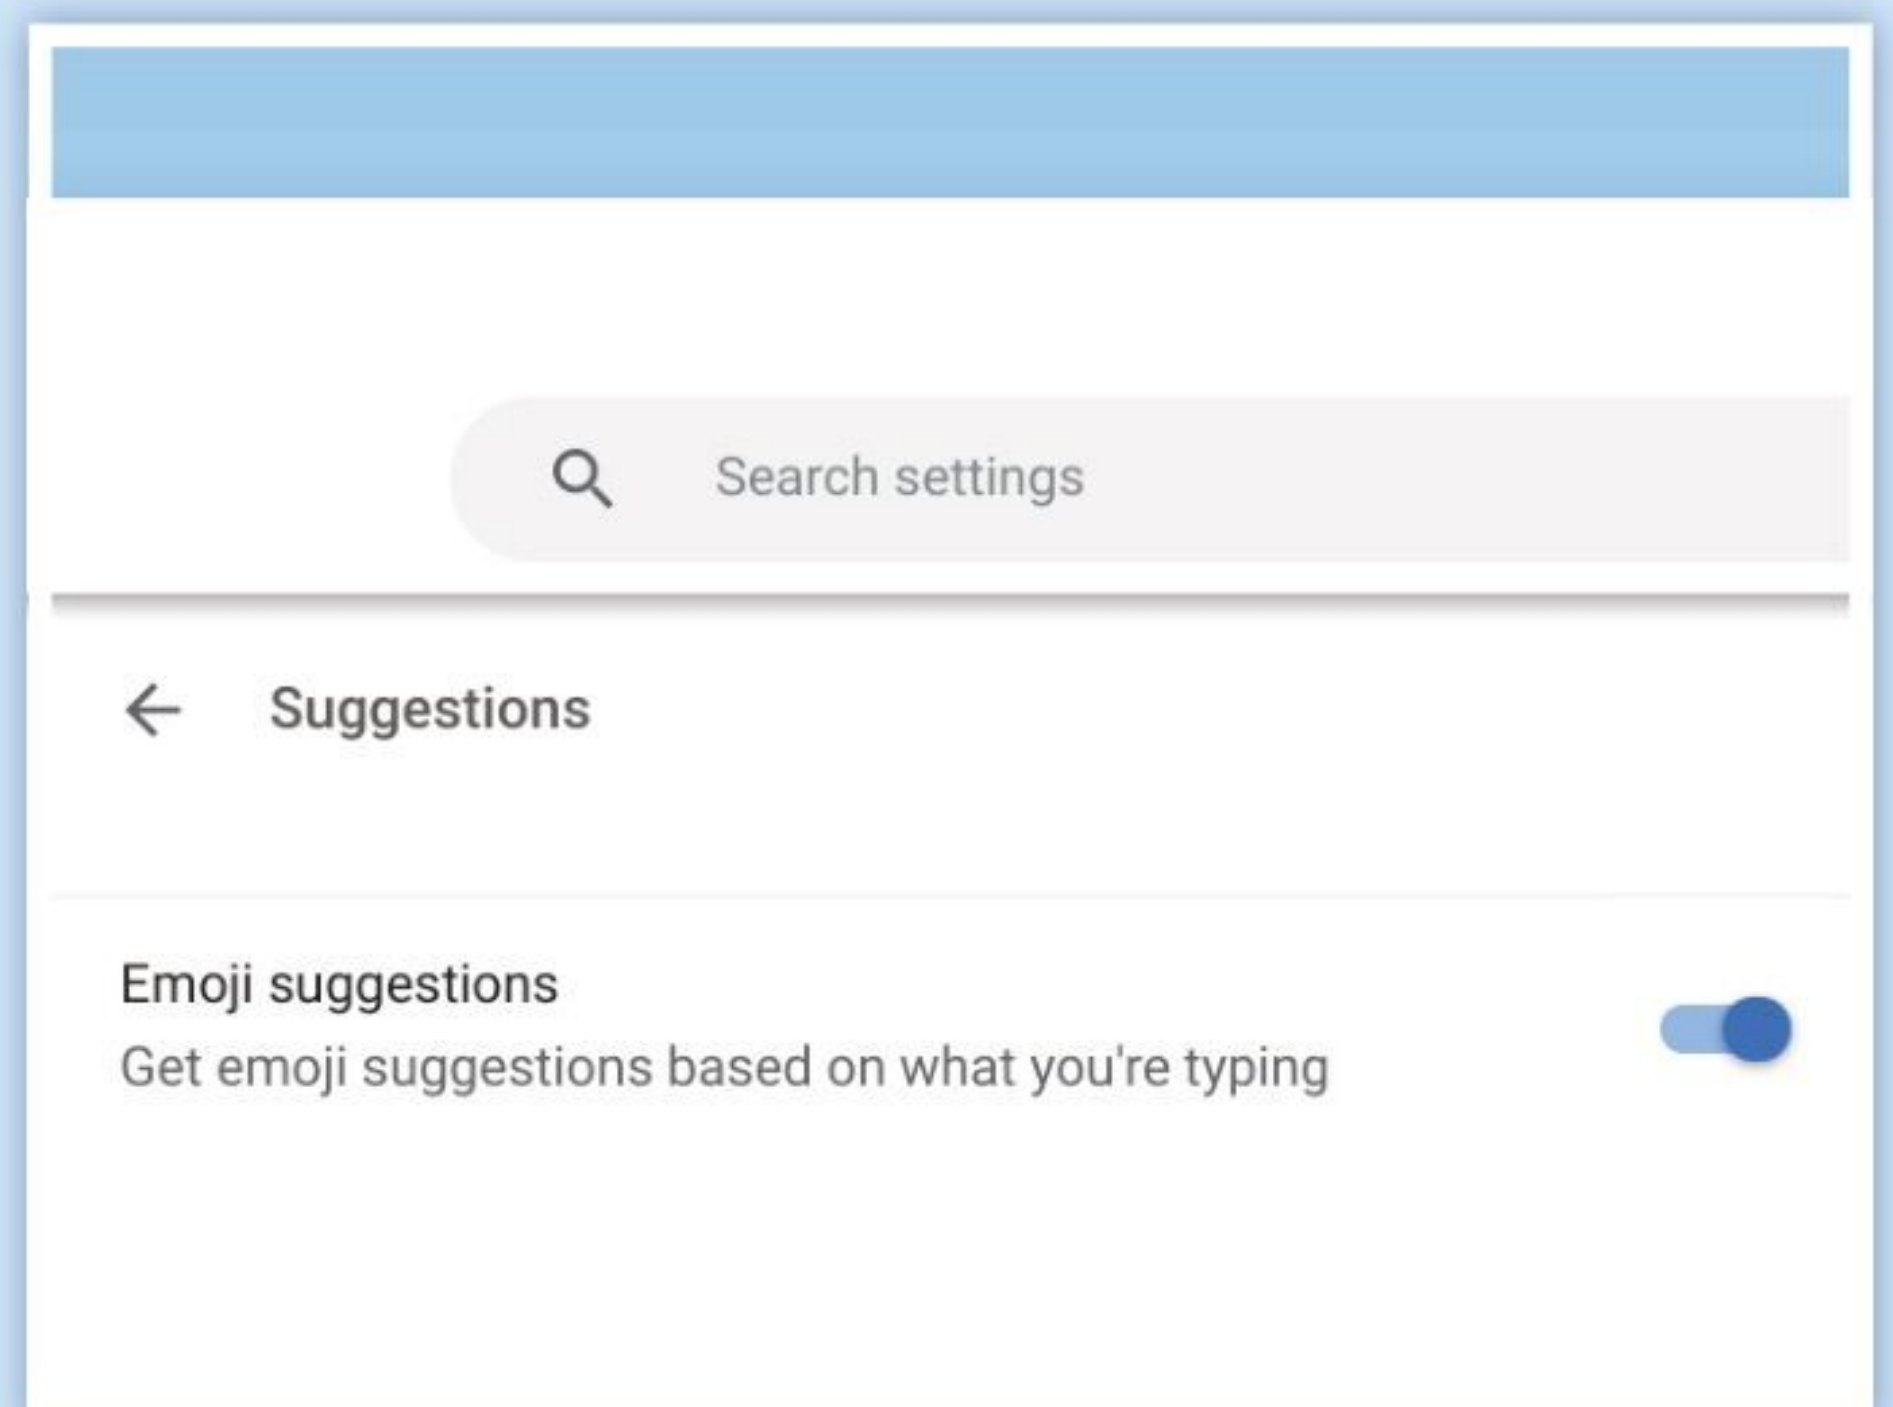 Search settings
Suggestions
Emoji suggestions
Get emoji suggestions based on what you're typing